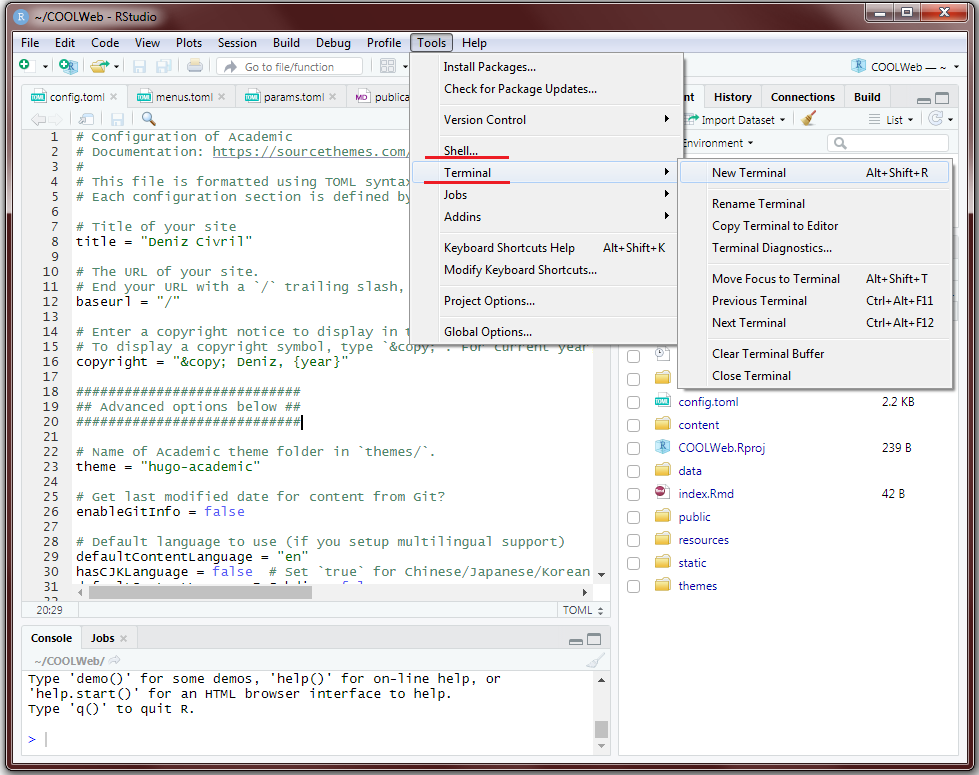 ~/COOLWeb - RStudio
File Edit Code View Plots Session Build Debug Profile Tools Help
Go to file/function
COOLWeb — ~
config.toml
menus.toml
params.toml
MD publica
1 # Configuration of Academic
2 # Documentation: https://sourcethemes.com/
3 #
4 # This file is formatted using TOML syntax
5 # Each configuration section is defined by
6
7 # Title of your site
8 title = "Deniz Civril"
9
10 # The URL of your site.
11 # End your URL with a `/` trailing slash,
12 baseurl = "/"
13
14 # Enter a copyright notice to display in t
15 # To display a copyright symbol, type `&copy;`. For current year
16 copyright = "&copy; Deniz, {year}"
17
18 ############################
19 ## Advanced options below ##
20 ############################
21
22 # Name of Academic theme folder in `themes/`.
23 theme = "hugo-academic"
24
25 # Get last modified date for content from Git?
26 enableGitInfo = false
27
28 # Default language to use (if you setup multilingual support)
29 defaultContentLanguage = "en"
30 hasCJKLanguage = false # Set `true` for Chinese/Japanese/Korean
31
20:29
TOML
Install Packages...
Check for Package Updates...
Version Control
Shell...
Terminal
Jobs
Addins
Keyboard Shortcuts Help Alt+Shift+K
Modify Keyboard Shortcuts...
Project Options...
Global Options...
New Terminal Alt+Shift+R
Rename Terminal
Copy Terminal to Editor
Terminal Diagnostics...
Move Focus to Terminal Alt+Shift+T
Previous Terminal Ctrl+Alt+F11
Next Terminal Ctrl+Alt+F12
Clear Terminal Buffer
Close Terminal
nt History Connections Build
Import Dataset
List
Environment
config.toml 2.2 KB
content
COOLWeb.Rproj 239 B
data
index.Rmd 42 B
public
resources
static
themes
Console Jobs
~/COOLWeb/
Type 'demo()' for some demos, 'help()' for on-line help, or
'help.start()' for an HTML browser interface to help.
Type 'q()' to quit R.
>